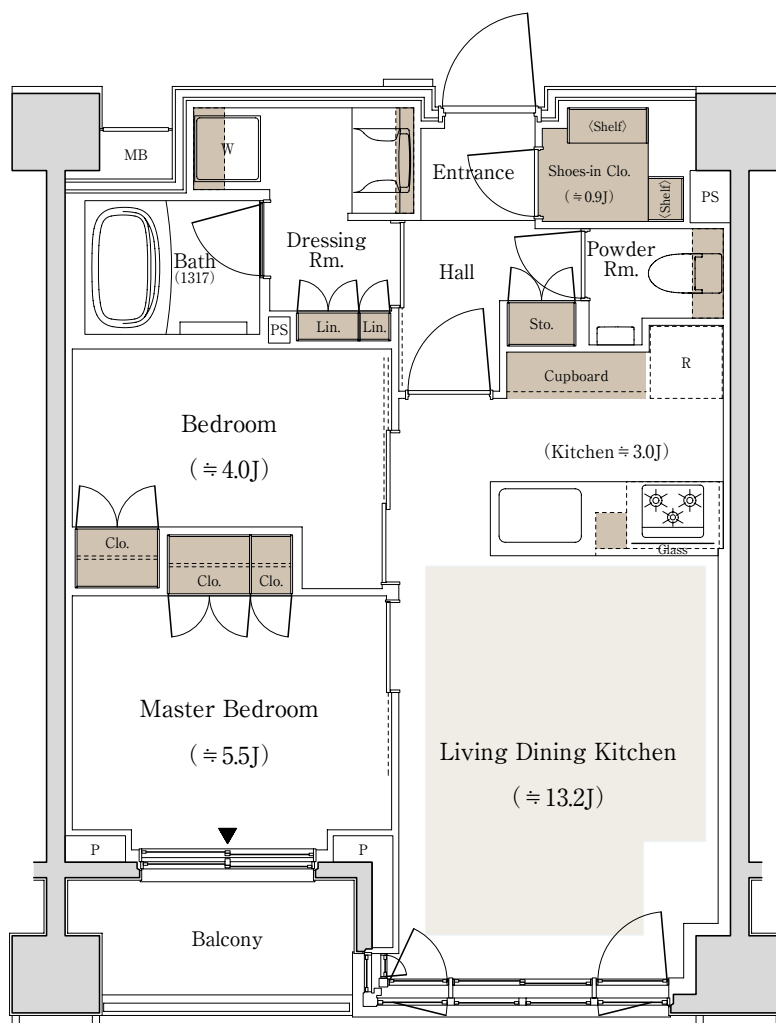 MB
W
Entrance
〈Shelf〉
Shoes-in Clo.
(≒0.9J)
〈Shelf〉
PS
Bath
(1317)
Dressing
Rm.
Hall
Powder
Rm.
PS
Lin.
Lin.
Sto.
Cupboard
R
Bedroom
(≒4.0J)
(Kitchen≒3.0J)
Glass
Clo.
Clo.
Clo.
Master Bedroom
(≒5.5J)
Living Dining Kitchen
(≒13.2J)
P
P
Balcony